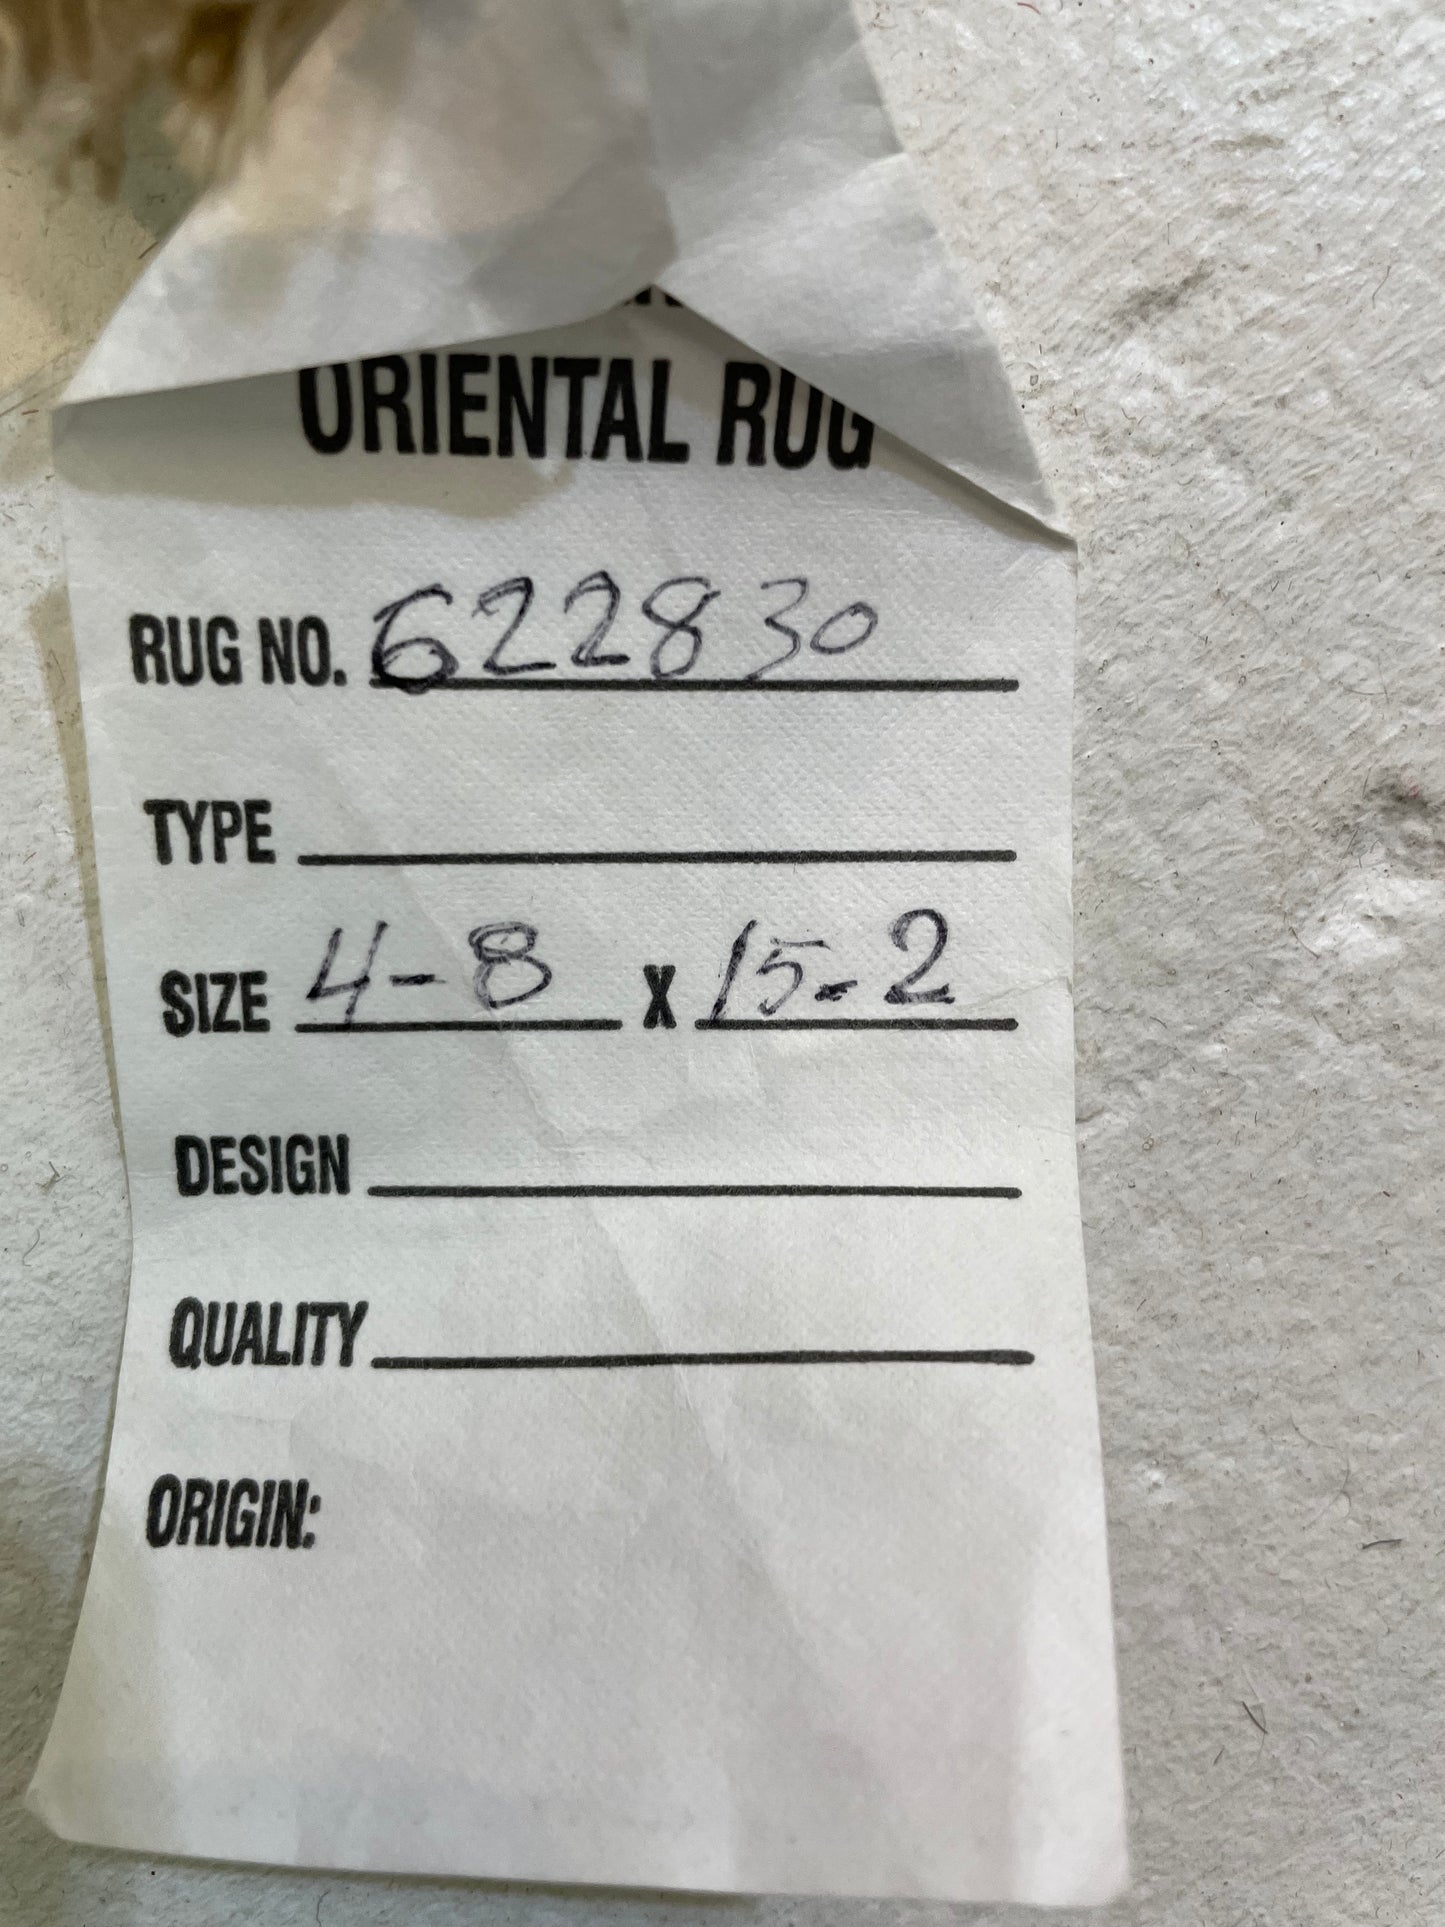 ORIENTAL RUG
RUG NO. 622830
TYPE
SIZE 4-8 X 15-2
DESIGN
QUALITY
ORIGIN: